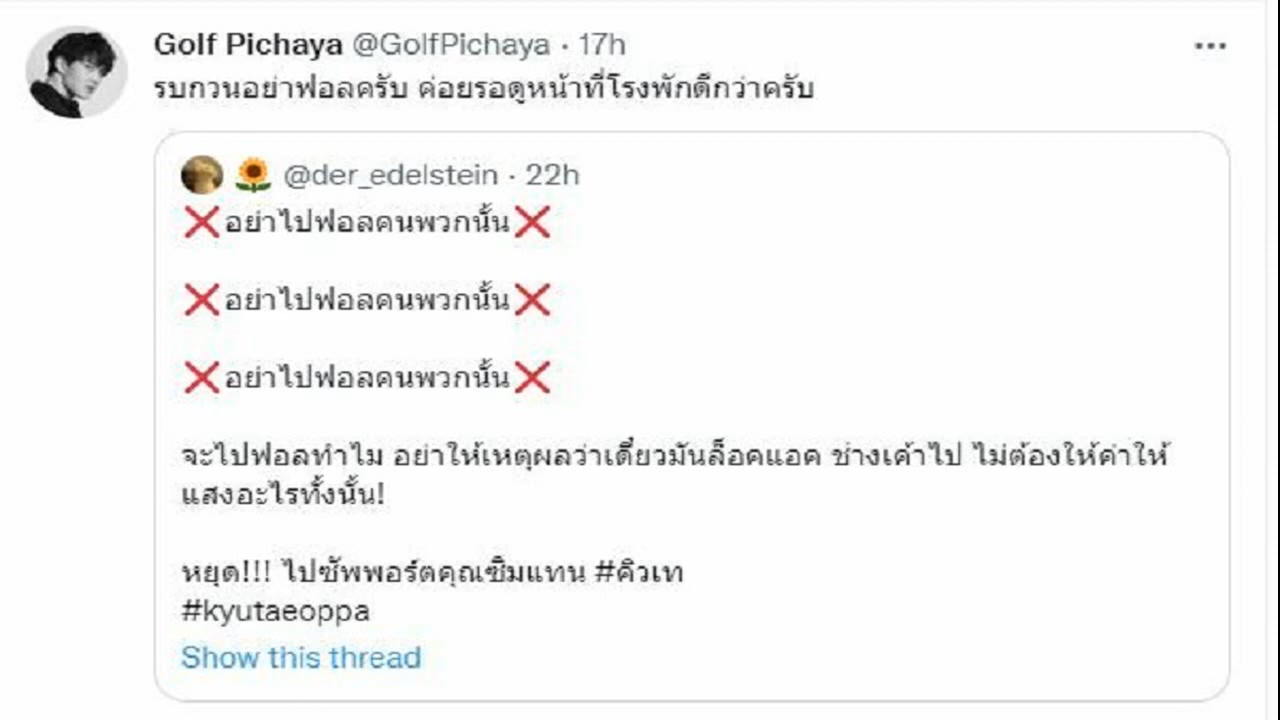 Golf Pichaya @GolfPichaya · 17h
รบกวนอย่าฟอลครับ ค่อยรอดูหน้าที่โรงพักดีกว่าครับ
🌻 @der_edelstein · 22h
❌อย่าไปฟอลคนพวกนั้น❌
❌อย่าไปฟอลคนพวกนั้น❌
❌อย่าไปฟอลคนพวกนั้น❌
จะไปฟอลทำไม อย่าให้เหตุผลว่าเดี๋ยวมันล็อคแอค ช่างเค้าไป ไม่ต้องให้ค่าให้
แสงอะไรทั้งนั้น!
หยุด!!! ไปซัพพอร์ตคุณซิมแทน #คิวเท
#kyutaeoppa
Show this thread